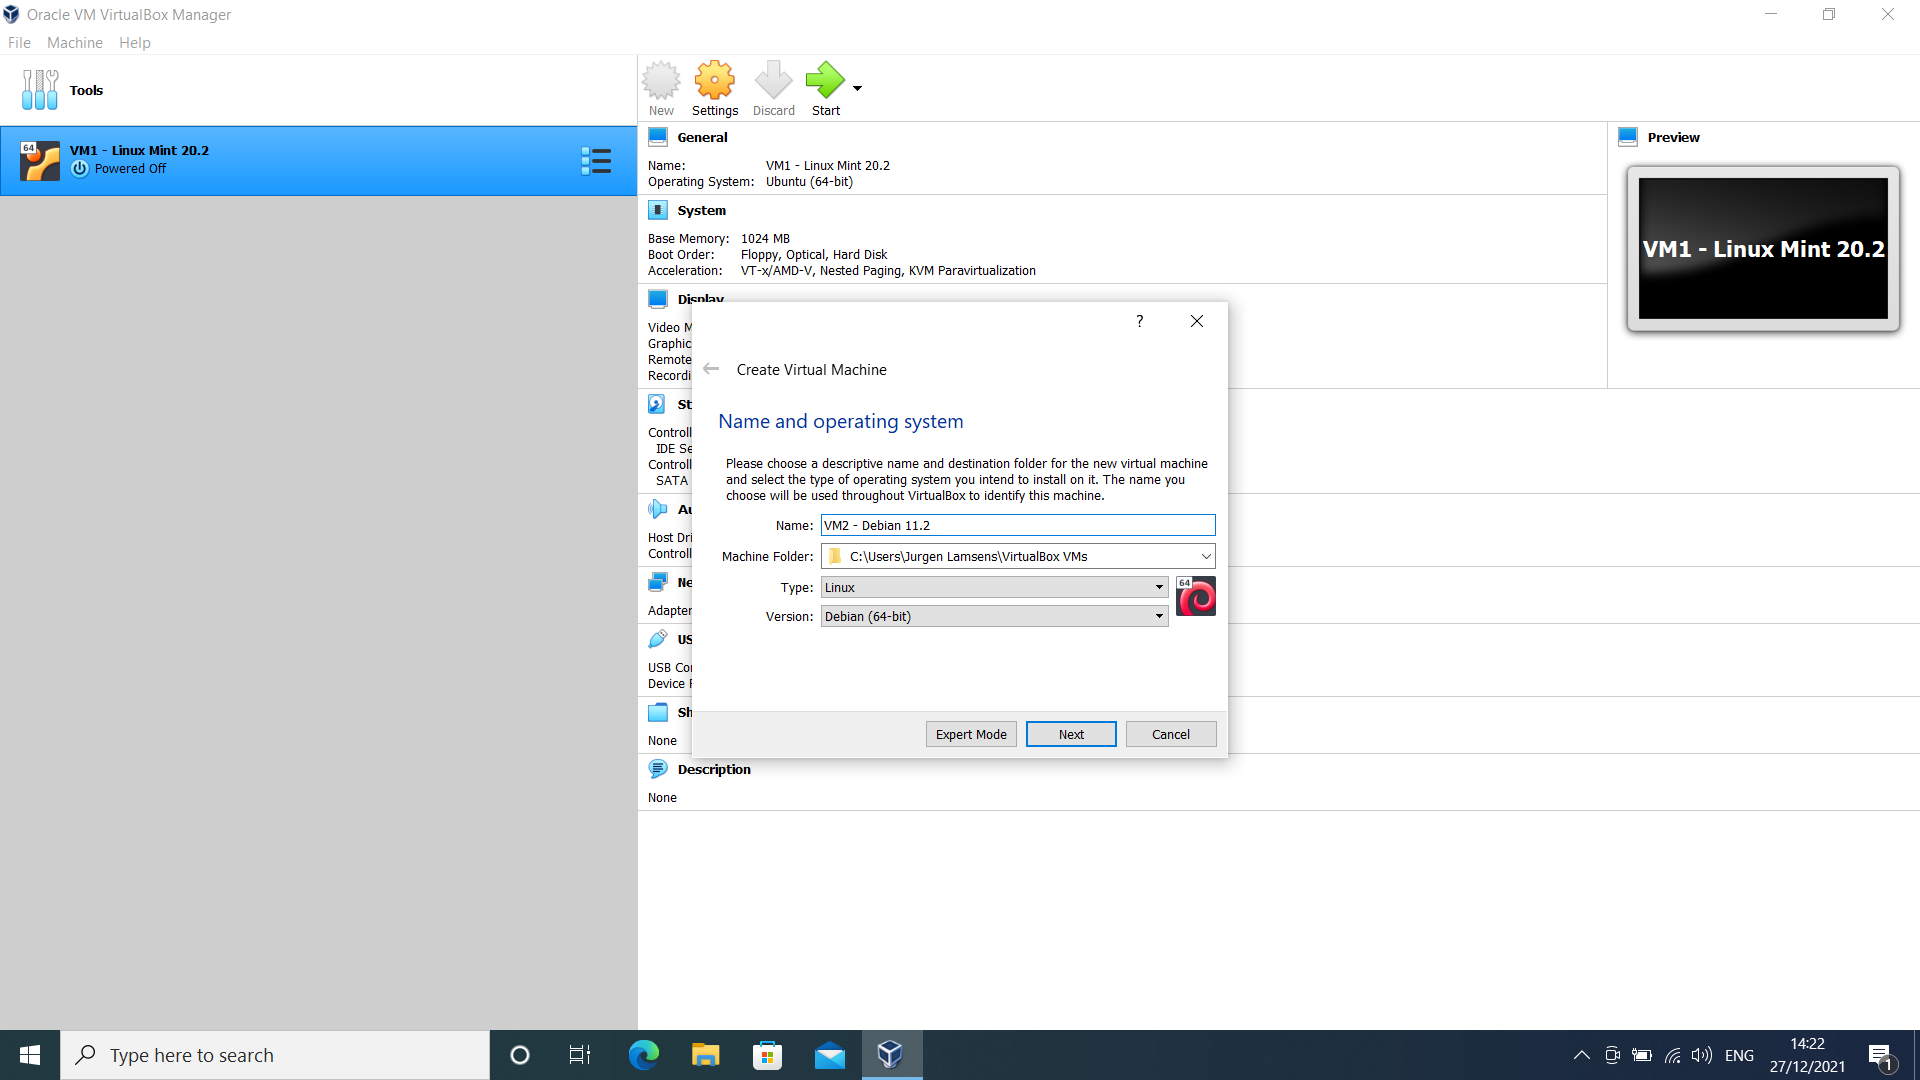 Oracle VM VirtualBox Manager
File Machine Help
Tools
New Settings Discard Start
64
VM1 - Linux Mint 20.2
Powered Off
General
Name: VM1 - Linux Mint 20.2
Operating System: Ubuntu (64-bit)
System
Base Memory: 1024 MB
Boot Order: Floppy, Optical, Hard Disk
Acceleration: VT-x/AMD-V, Nested Paging, KVM Paravirtualization
Preview
VM1 - Linux Mint 20.2
Display
Video M
Graphic
Remote
Recordi
St
Controll
IDE Se
Controll
SATA
Au
Host Dri
Controll
Ne
Adapter
US
USB Co
Device F
Sh
None
Description
None
?
Create Virtual Machine
Name and operating system
Please choose a descriptive name and destination folder for the new virtual machine
and select the type of operating system you intend to install on it. The name you
choose will be used throughout VirtualBox to identify this machine.
Name: VM2 - Debian 11.2
Machine Folder: C:\Users\Jurgen Lamsens\VirtualBox VMs
Type: Linux
64
Version: Debian (64-bit)
Expert Mode Next Cancel
Type here to search
ENG
14:22
27/12/2021
1